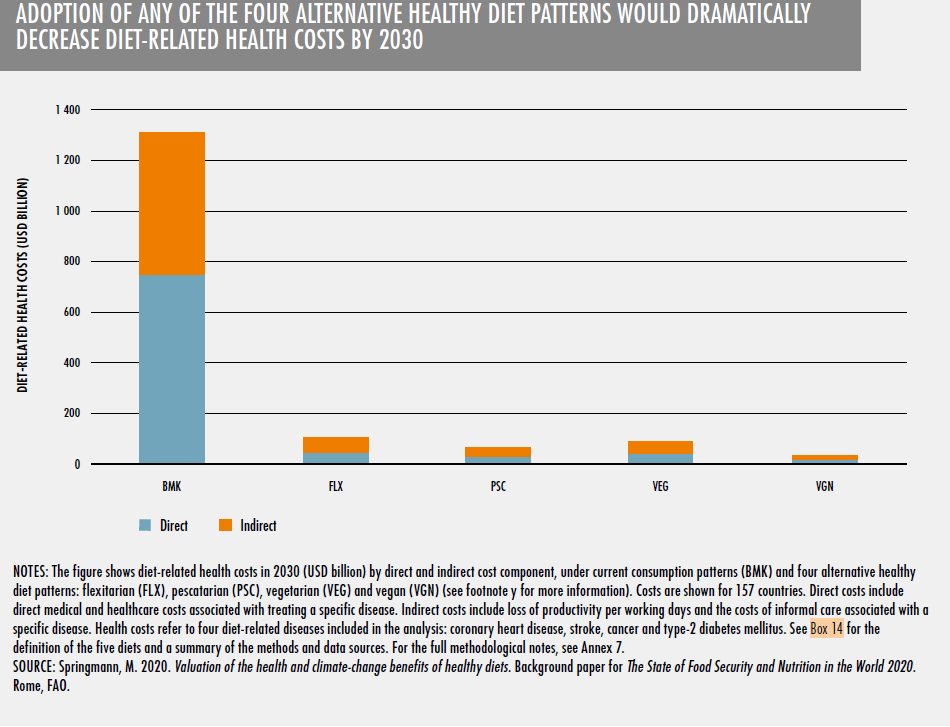 ADOPTION OF ANY OF THE FOUR ALTERNATIVE HEALTHY DIET PATTERNS WOULD DRAMATICALLY
DECREASE DIET-RELATED HEALTH COSTS BY 2030
DIET-RELATED HEALTH COSTS (USD BILLION)
1 400
1 200
1 000
800
600
400
200
0
BMK
FLX
PSC
VEG
VGN
Direct
Indirect
NOTES: The figure shows diet-related health costs in 2030 (USD billion) by direct and indirect cost component, under current consumption patterns (BMK) and four alternative healthy
diet patterns: flexitarian (FLX), pescatarian (PSC), vegetarian (VEG) and vegan (VGN) (see footnote y for more information). Costs are shown for 157 countries. Direct costs include
direct medical and healthcare costs associated with treating a specific disease. Indirect costs include loss of productivity per working days and the costs of informal care associated with a
specific disease. Health costs refer to four diet-related diseases included in the analysis: coronary heart disease, stroke, cancer and type-2 diabetes mellitus. See Box 14 for the
definition of the five diets and a summary of the methods and data sources. For the full methodological notes, see Annex 7.
SOURCE: Springmann, M. 2020. Valuation of the health and climate-change benefits of healthy diets. Background paper for The State of Food Security and Nutrition in the World 2020.
Rome, FAO.